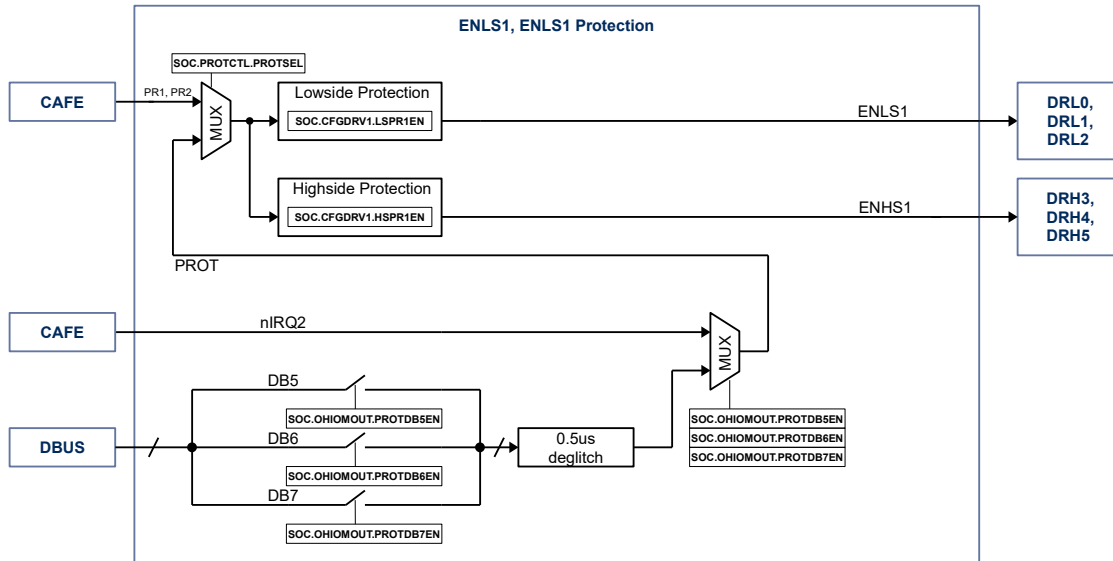 ENLS1, ENLS1 Protection
SOC.PROTCTL.PROTSEL
CAFE
PR1, PR2
MUX
Lowside Protection
SOC.CFGDRV1.LSPR1EN
ENLS1
DRL0,
DRL1,
DRL2
Highside Protection
SOC.CFGDRV1.HSPR1EN
ENHS1
DRH3,
DRH4,
DRH5
PROT
CAFE
nIRQ2
MUX
DB5
SOC.OHIOMOUT.PROTDB5EN
SOC.OHIOMOUT.PROTDB5EN
SOC.OHIOMOUT.PROTDB6EN
SOC.OHIOMOUT.PROTDB7EN
DBUS
DB6
SOC.OHIOMOUT.PROTDB6EN
0.5us
deglitch
DB7
SOC.OHIOMOUT.PROTDB7EN